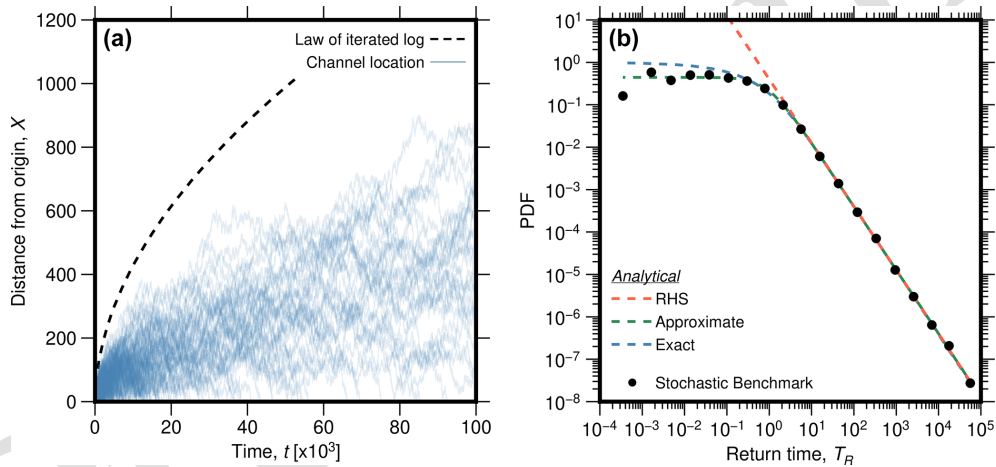 (a)
Law of iterated log
Channel location
1200
1000
800
600
400
200
0
Distance from origin, X
0 20 40 60 80 100
Time, t [x10³]
(b)
10¹
10⁰
10⁻¹
10⁻²
10⁻³
10⁻⁴
10⁻⁵
10⁻⁶
10⁻⁷
10⁻⁸
PDF
Analytical
RHS
Approximate
Exact
Stochastic Benchmark
10⁻⁴ 10⁻³ 10⁻² 10⁻¹ 10⁰ 10¹ 10² 10³ 10⁴ 10⁵
Return time, T_R